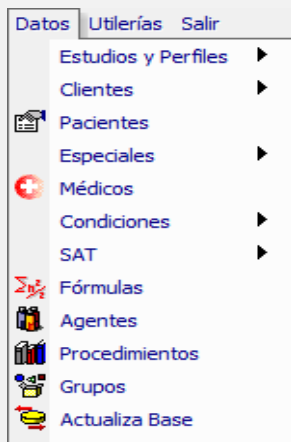 Datos Utilerías Salir
Estudios y Perfiles
Clientes
Pacientes
Especiales
Médicos
Condiciones
SAT
Fórmulas
Agentes
Procedimientos
Grupos
Actualiza Base